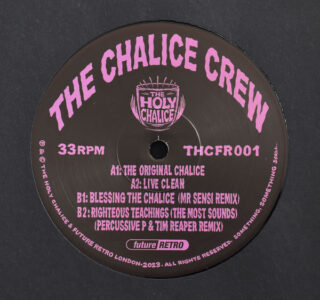 THE CHALICE CREW
THE
HOLY
CHALICE
33RPM
THCFR001
A1: THE ORIGINAL CHALICE
A2: LIVE CLEAN
B1: BLESSING THE CHALICE (MR SENSI REMIX)
B2: RIGHTEOUS TEACHINGS (THE MOST SOUNDS)
(PERCUSSIVE P & TIM REAPER REMIX)
future RETRO
℗ & © THE HOLY CHALICE & FUTURE RETRO LONDON - 2023 - ALL RIGHTS RESERVED. SOMETHING, SOMETHING